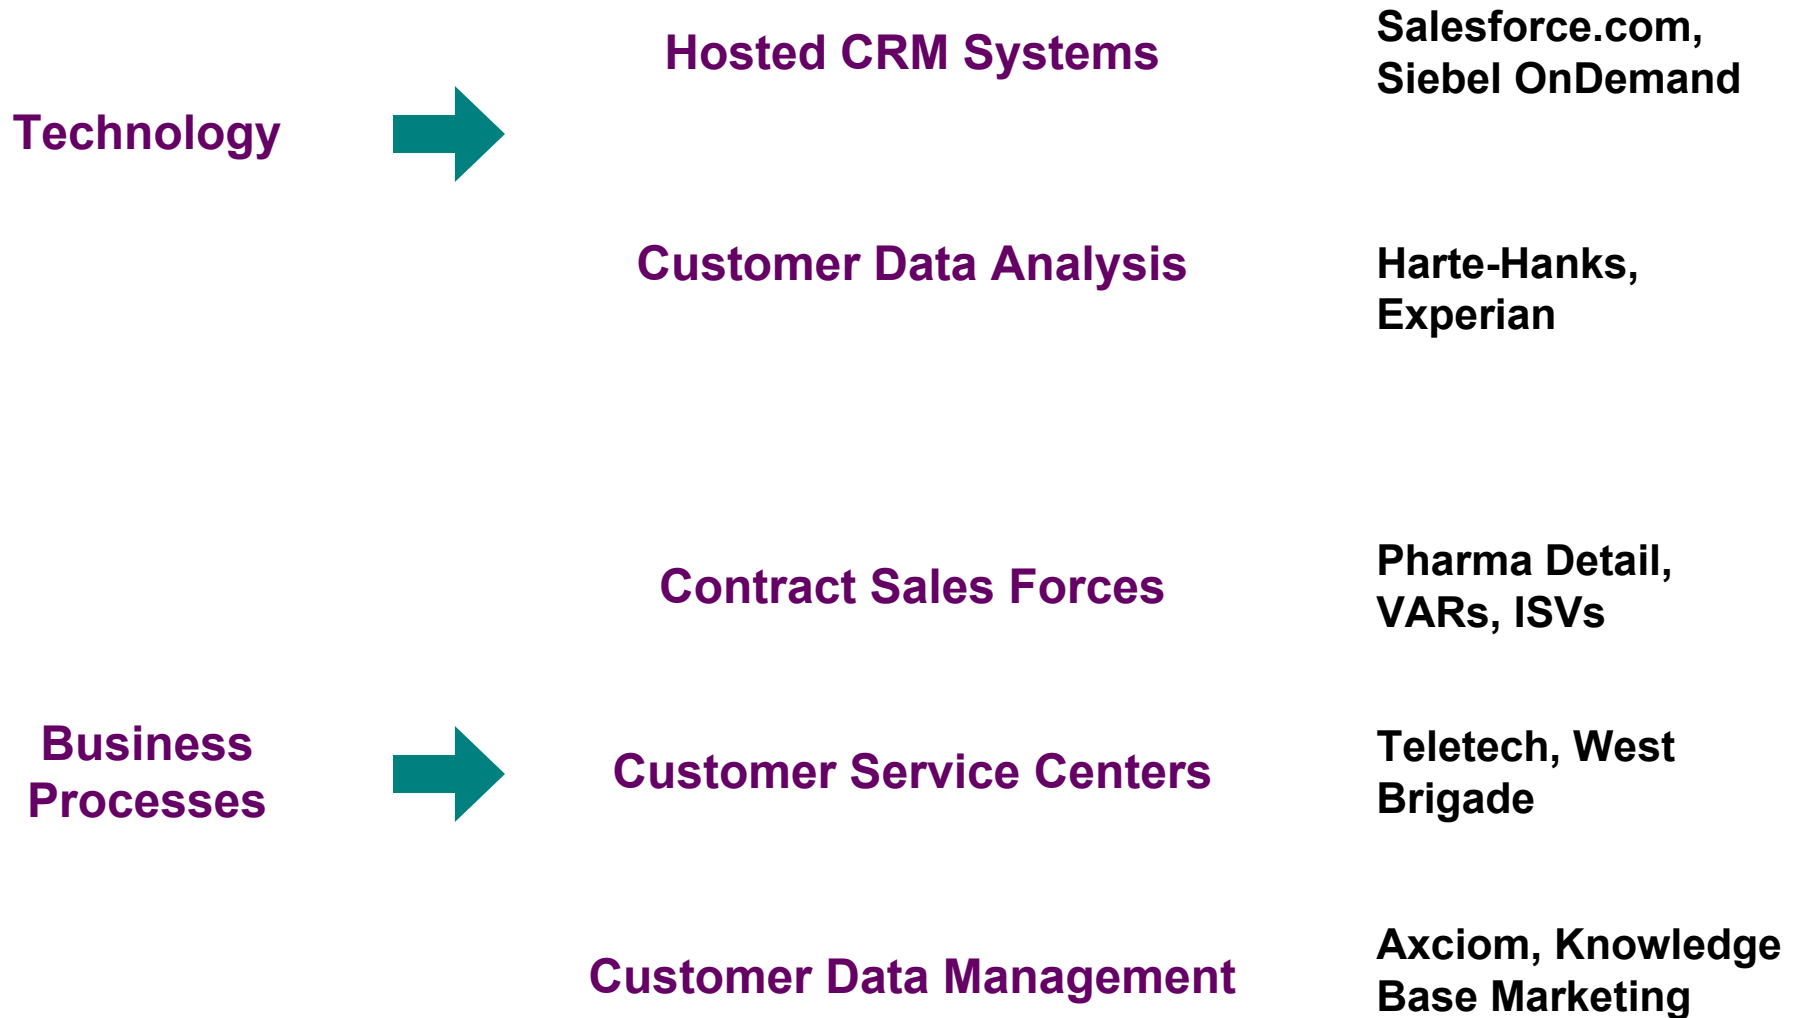 Hosted CRM Systems
Salesforce.com,
Siebel OnDemand
Technology
Customer Data Analysis
Harte-Hanks,
Experian
Contract Sales Forces
Pharma Detail,
VARs, ISVs
Business
Processes
Customer Service Centers
Teletech, West
Brigade
Customer Data Management
Axciom, Knowledge
Base Marketing